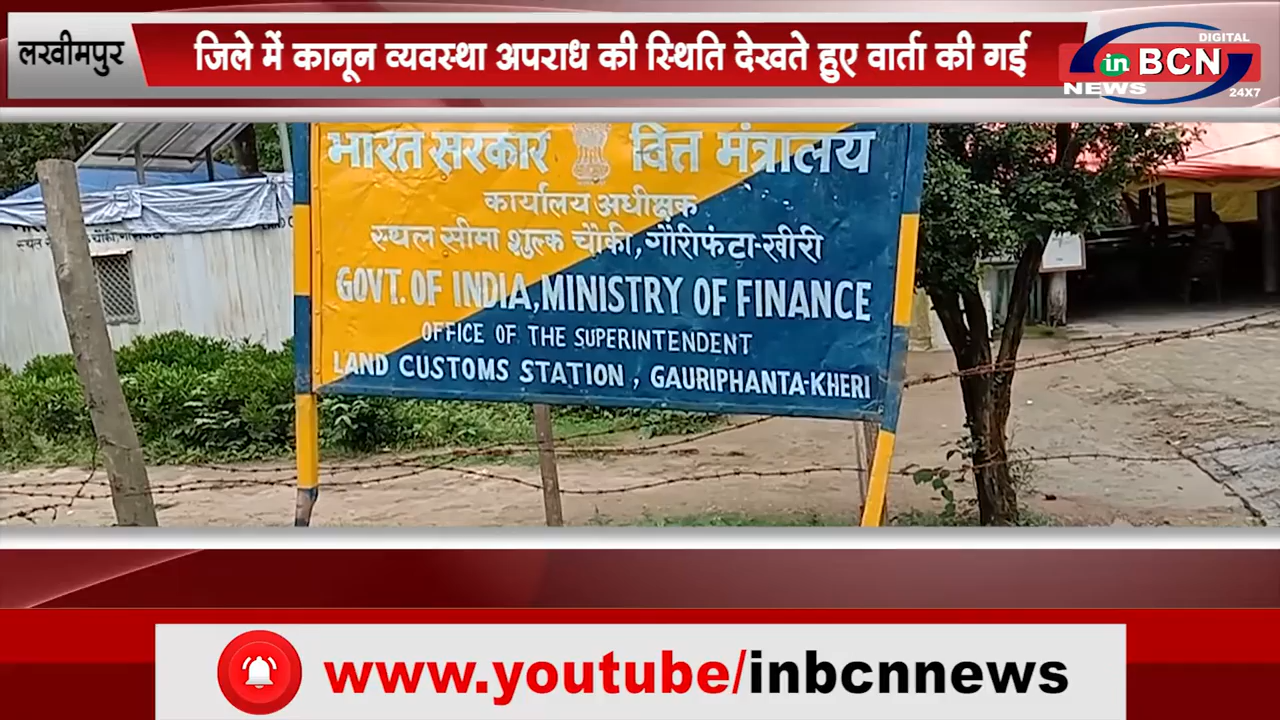 लखीमपुर
जिले में कानून व्यवस्था अपराध की स्थिति देखते हुए वार्ता की गई
DIGITAL
in BCN
NEWS
24X7
भारत सरकार वित्त मंत्रालय
कार्यालय अधीक्षक
स्थल सीमा शुल्क चौकी, गौरीफंटा-खीरी
GOVT. OF INDIA, MINISTRY OF FINANCE
OFFICE OF THE SUPERINTENDENT
LAND CUSTOMS STATION, GAURIPHANTA-KHERI
www.youtube/inbcnnews